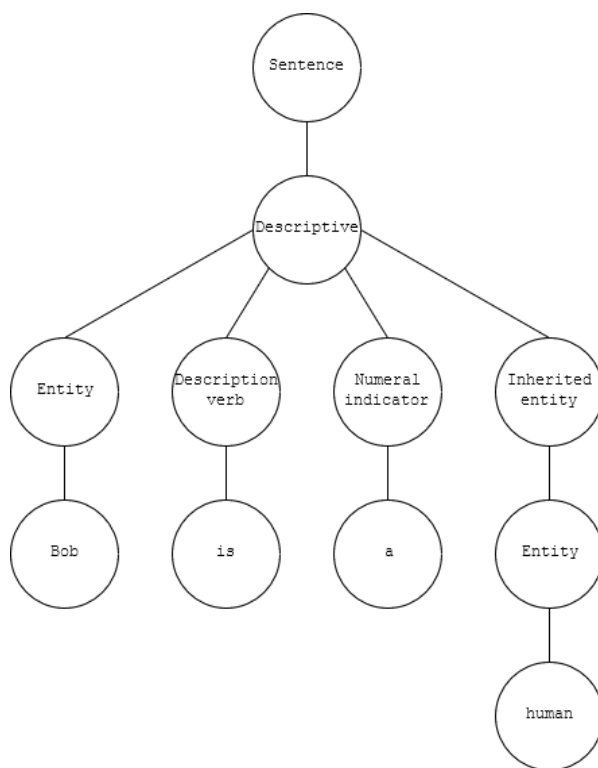 Sentence
Descriptive
Entity
Description
verb
Numeral
indicator
Inherited
entity
Bob
is
a
Entity
human